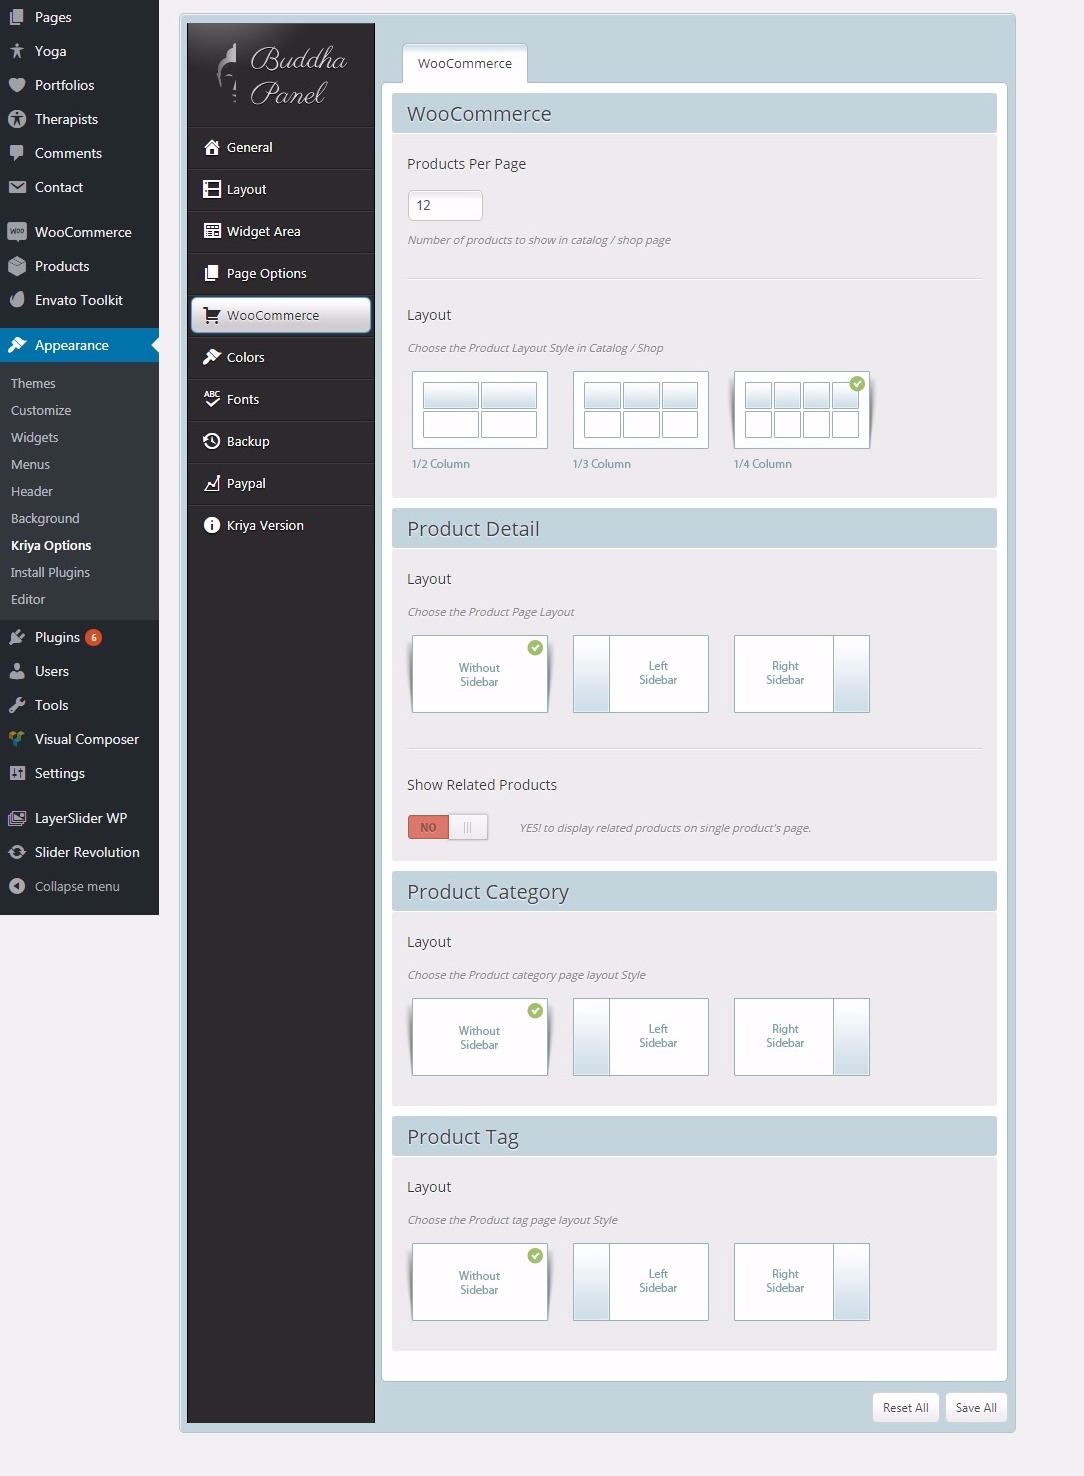 Pages
Yoga
Portfolios
Therapists
Comments
Contact
WOO
WooCommerce
Products
Envato Toolkit
Appearance
Themes
Customize
Widgets
Menus
Header
Background
Kriya Options
Install Plugins
Editor
Plugins 6
Users
Tools
Visual Composer
Settings
LayerSlider WP
Slider Revolution
Collapse menu
Buddha
Panel
General
Layout
Widget Area
Page Options
WooCommerce
Colors
ABC
Fonts
Backup
Paypal
Kriya Version
WooCommerce
WooCommerce
Products Per Page
12
Number of products to show in catalog / shop page
Layout
Choose the Product Layout Style in Catalog / Shop
1/2 Column
1/3 Column
1/4 Column
Product Detail
Layout
Choose the Product Page Layout
Without
Sidebar
Left
Sidebar
Right
Sidebar
Show Related Products
NO
YES! to display related products on single product's page.
Product Category
Layout
Choose the Product category page layout Style
Without
Sidebar
Left
Sidebar
Right
Sidebar
Product Tag
Layout
Choose the Product tag page layout Style
Without
Sidebar
Left
Sidebar
Right
Sidebar
Reset All
Save All